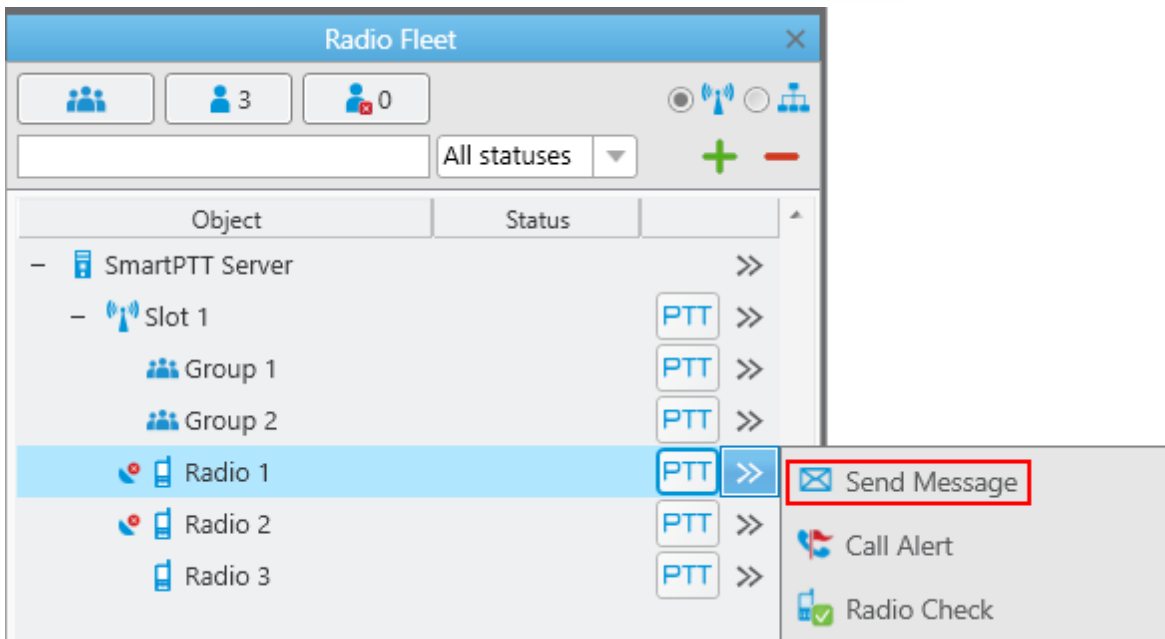 Radio Fleet
3 0
All statuses
Object Status
SmartPTT Server
Slot 1 PTT
Group 1 PTT
Group 2 PTT
Radio 1 PTT
Send Message
Radio 2 PTT
Call Alert
Radio 3 PTT
Radio Check